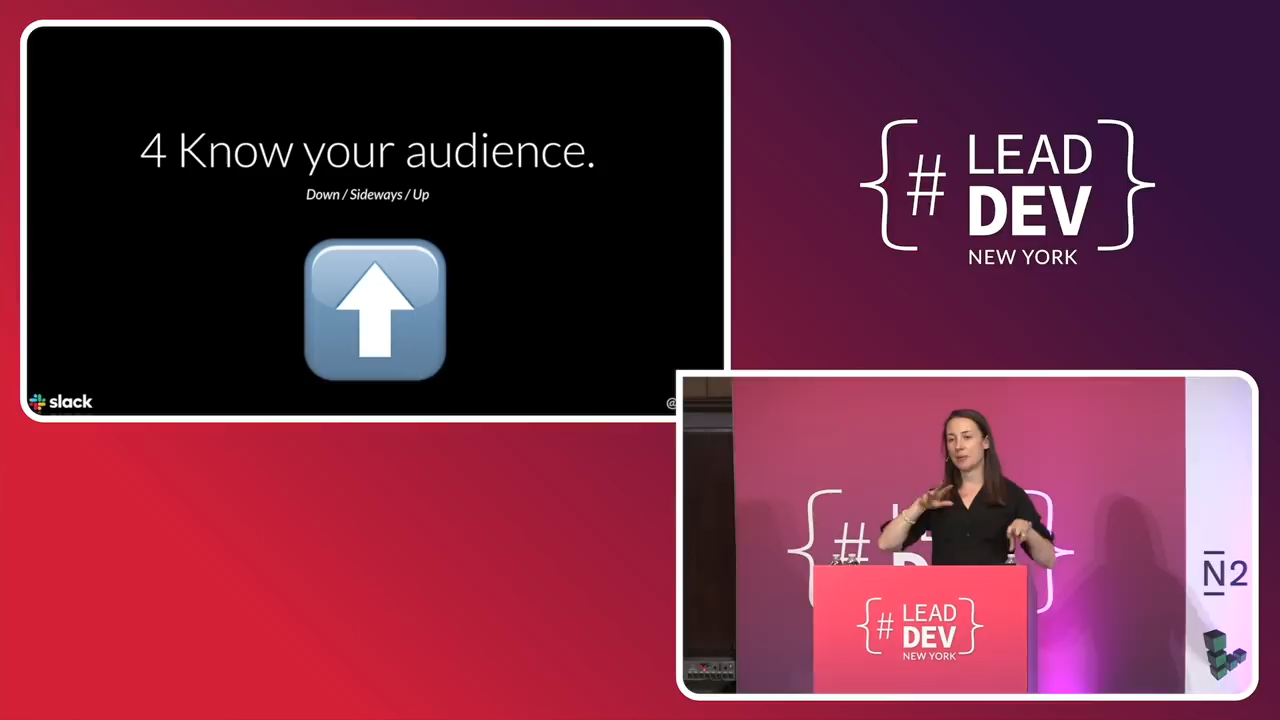 4 Know your audience.
Down / Sideways / Up
slack
@
{# LEAD
DEV}
NEW YORK
{# LEAD
DEV}
NEW YORK
N2